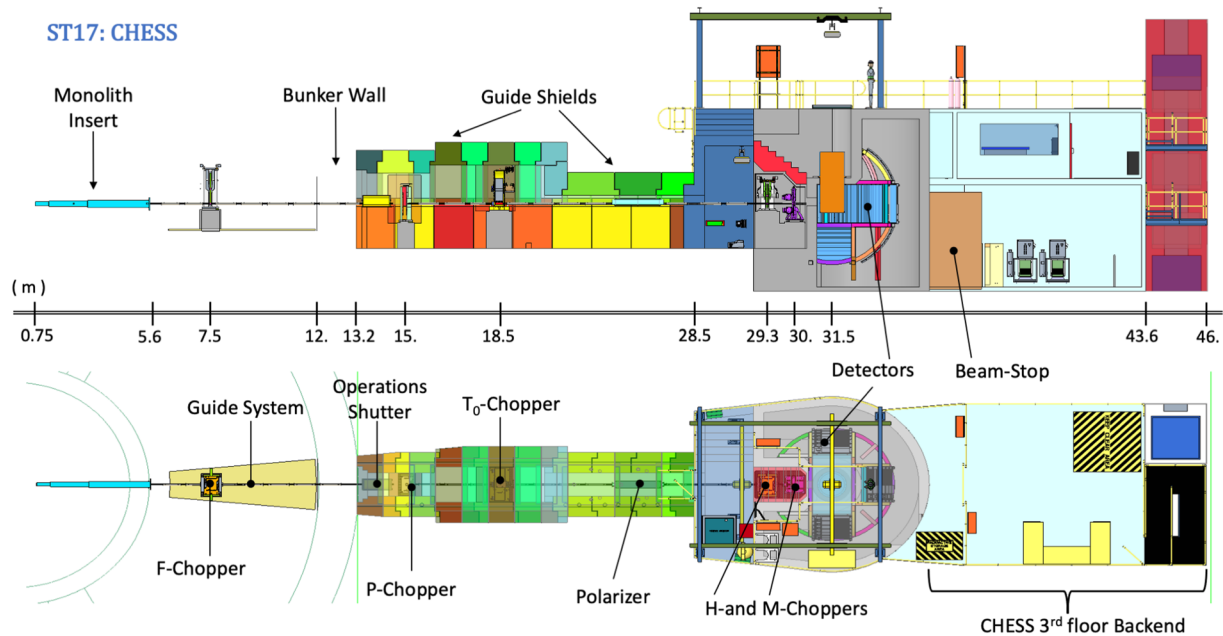 ST17: CHESS
Monolith
Insert
Bunker Wall
Guide Shields
( m )
0.75
5.6
7.5
12.
13.2
15.
18.5
28.5
29.3
30.
31.5
43.6
46.
Detectors
Beam-Stop
Operations
Shutter
T₀-Chopper
Guide System
F-Chopper
P-Chopper
Polarizer
H-and M-Choppers
CHESS 3rd floor Backend